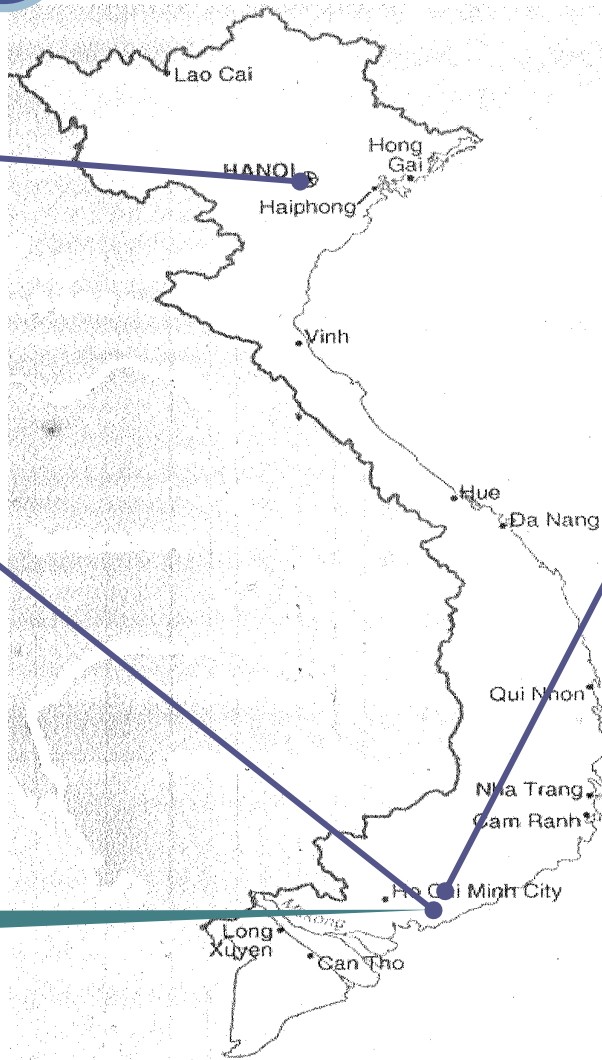 Lao Cai
HANOI
Hong
Gai
Haiphong
Vinh
Hue
Da Nang
Qui Nhon
Nha Trang
Cam Ranh
Ho Chi Minh City
Mekong
Long
Xuyen
Can Tho